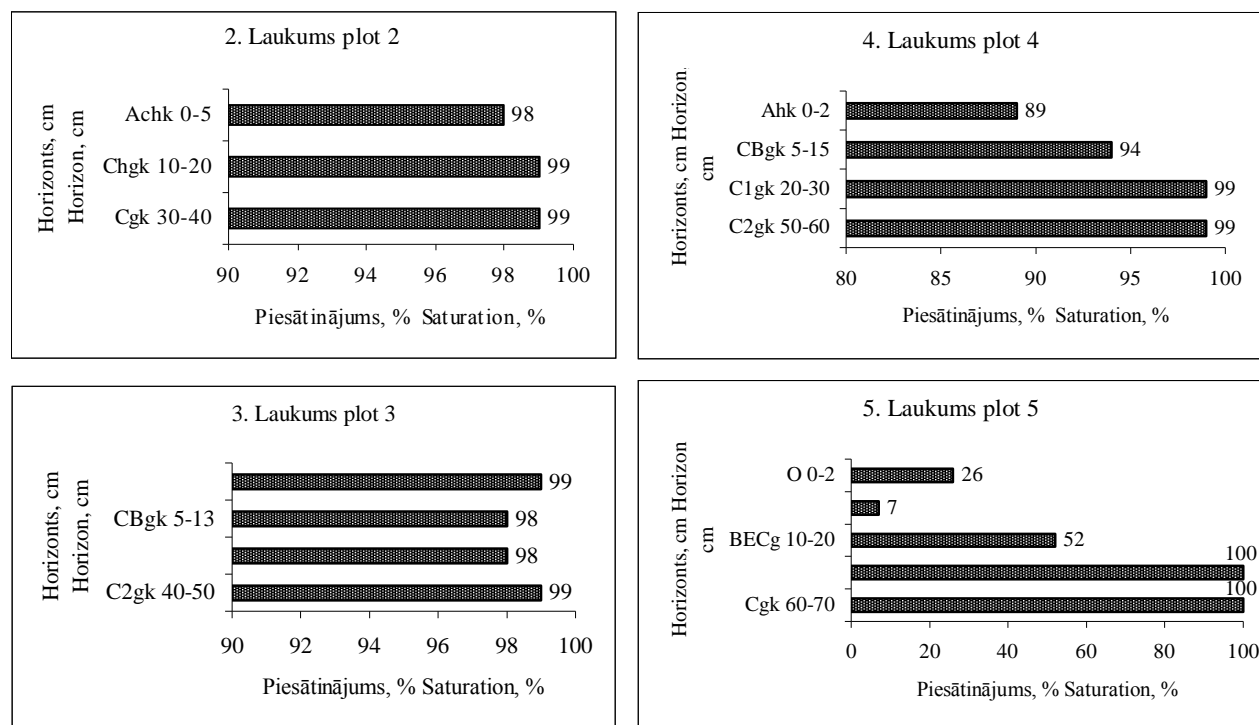 2. Laukums plot 2
Horizonts, cm
Horizon, cm
Achk 0-5
98
Chgk 10-20
99
Cgk 30-40
99
90 92 94 96 98 100
Piesātinājums, % Saturation, %
4. Laukums plot 4
Horizonts, cm Horizon,
cm
Ahk 0-2
89
CBgk 5-15
94
C1gk 20-30
99
C2gk 50-60
99
80 85 90 95 100
Piesātinājums, % Saturation, %
3. Laukums plot 3
Horizonts, cm
Horizon, cm
99
CBgk 5-13
98
98
C2gk 40-50
99
90 92 94 96 98 100
Piesātinājums, % Saturation, %
5. Laukums plot 5
Horizonts, cm Horizon
cm
O 0-2
26
7
BECg 10-20
52
100
100
Cgk 60-70
0 20 40 60 80 100
Piesātinājums, % Saturation, %